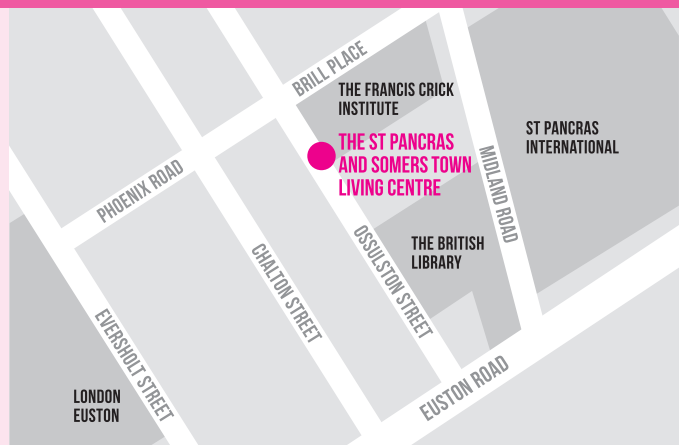 BRILL PLACE
THE FRANCIS CRICK
INSTITUTE
ST PANCRAS
INTERNATIONAL
THE ST PANCRAS
AND SOMERS TOWN
LIVING CENTRE
MIDLAND ROAD
PHOENIX ROAD
THE BRITISH
LIBRARY
OSSULSTON STREET
CHALTON STREET
EVERSHOLT STREET
EUSTON ROAD
LONDON
EUSTON